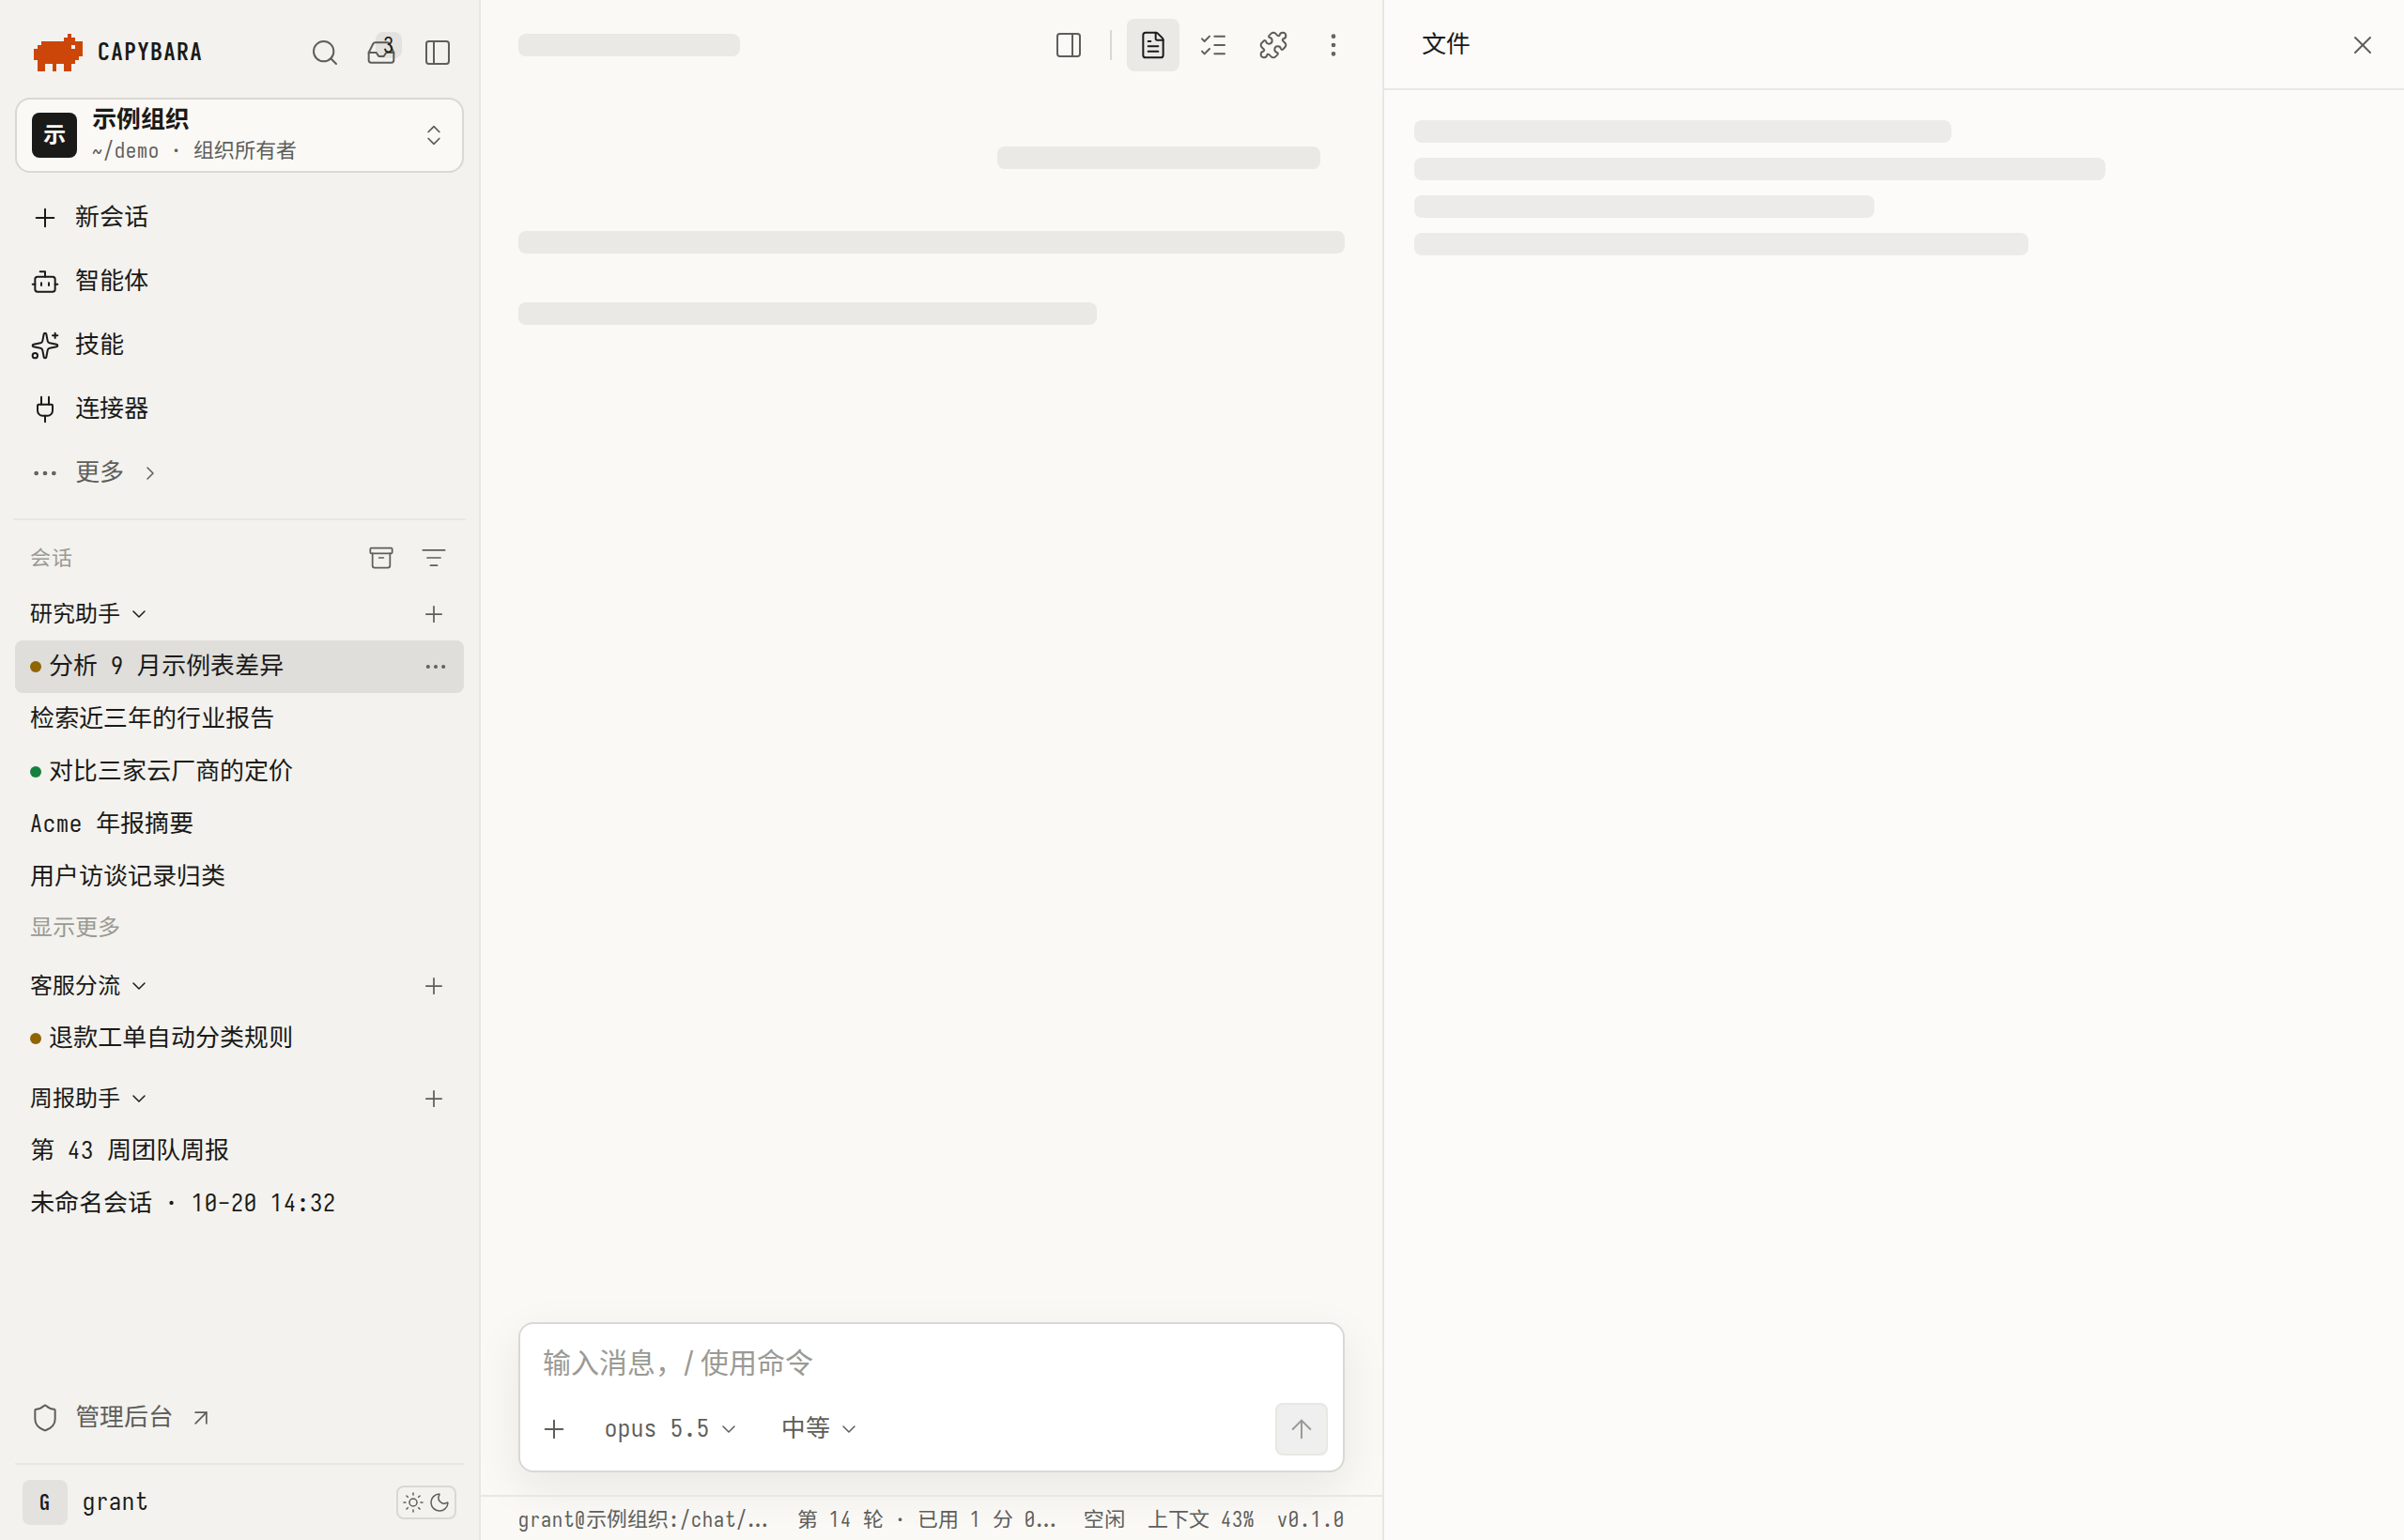 CAPYBARA
3
示 示例组织
~/demo · 组织所有者
新会话
智能体
技能
连接器
更多
会话
研究助手
分析 9 月示例表差异
检索近三年的行业报告
对比三家云厂商的定价
Acme 年报摘要
用户访谈记录归类
显示更多
客服分流
退款工单自动分类规则
周报助手
第 43 周团队周报
未命名会话 · 10-20 14:32
管理后台
G grant
输入消息，/ 使用命令
opus 5.5 中等
grant@示例组织:/chat/… 第 14 轮 · 已用 1 分 0… 空闲 上下文 43% v0.1.0
文件